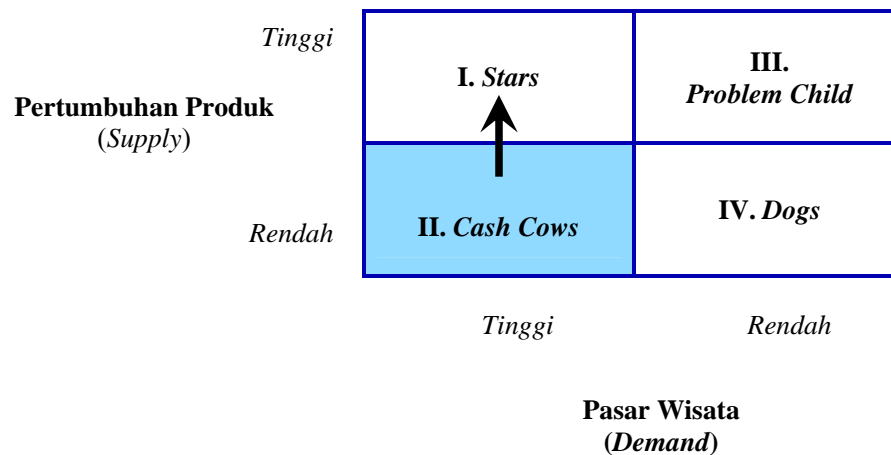 Tinggi
I. Stars
III.
Problem Child
Pertumbuhan Produk
(Supply)
Rendah
II. Cash Cows
IV. Dogs
Tinggi
Rendah
Pasar Wisata
(Demand)